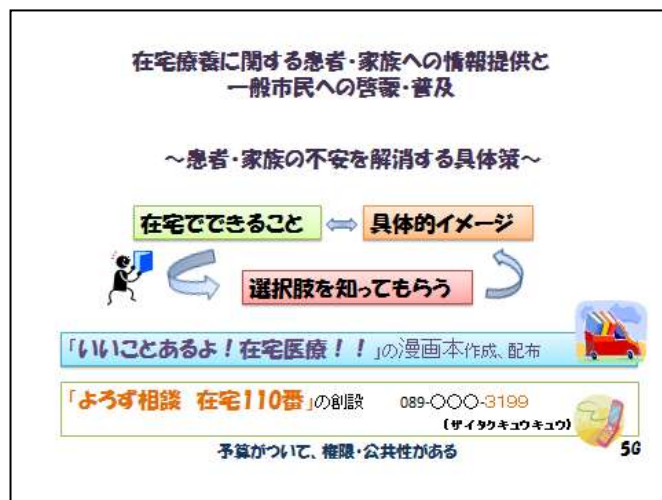 在宅療養に関する患者・家族への情報提供と
一般市民への啓蒙・普及
～患者・家族の不安を解消する具体策～
在宅でできること
具体的イメージ
選択肢を知ってもらう
「いいことあるよ！在宅医療！！」の漫画本作成、配布
「よろず相談　在宅110番」の創設　089-○○○-3199
(ザイタクキュウキュウ)
予算がついて、権限・公共性がある
5G